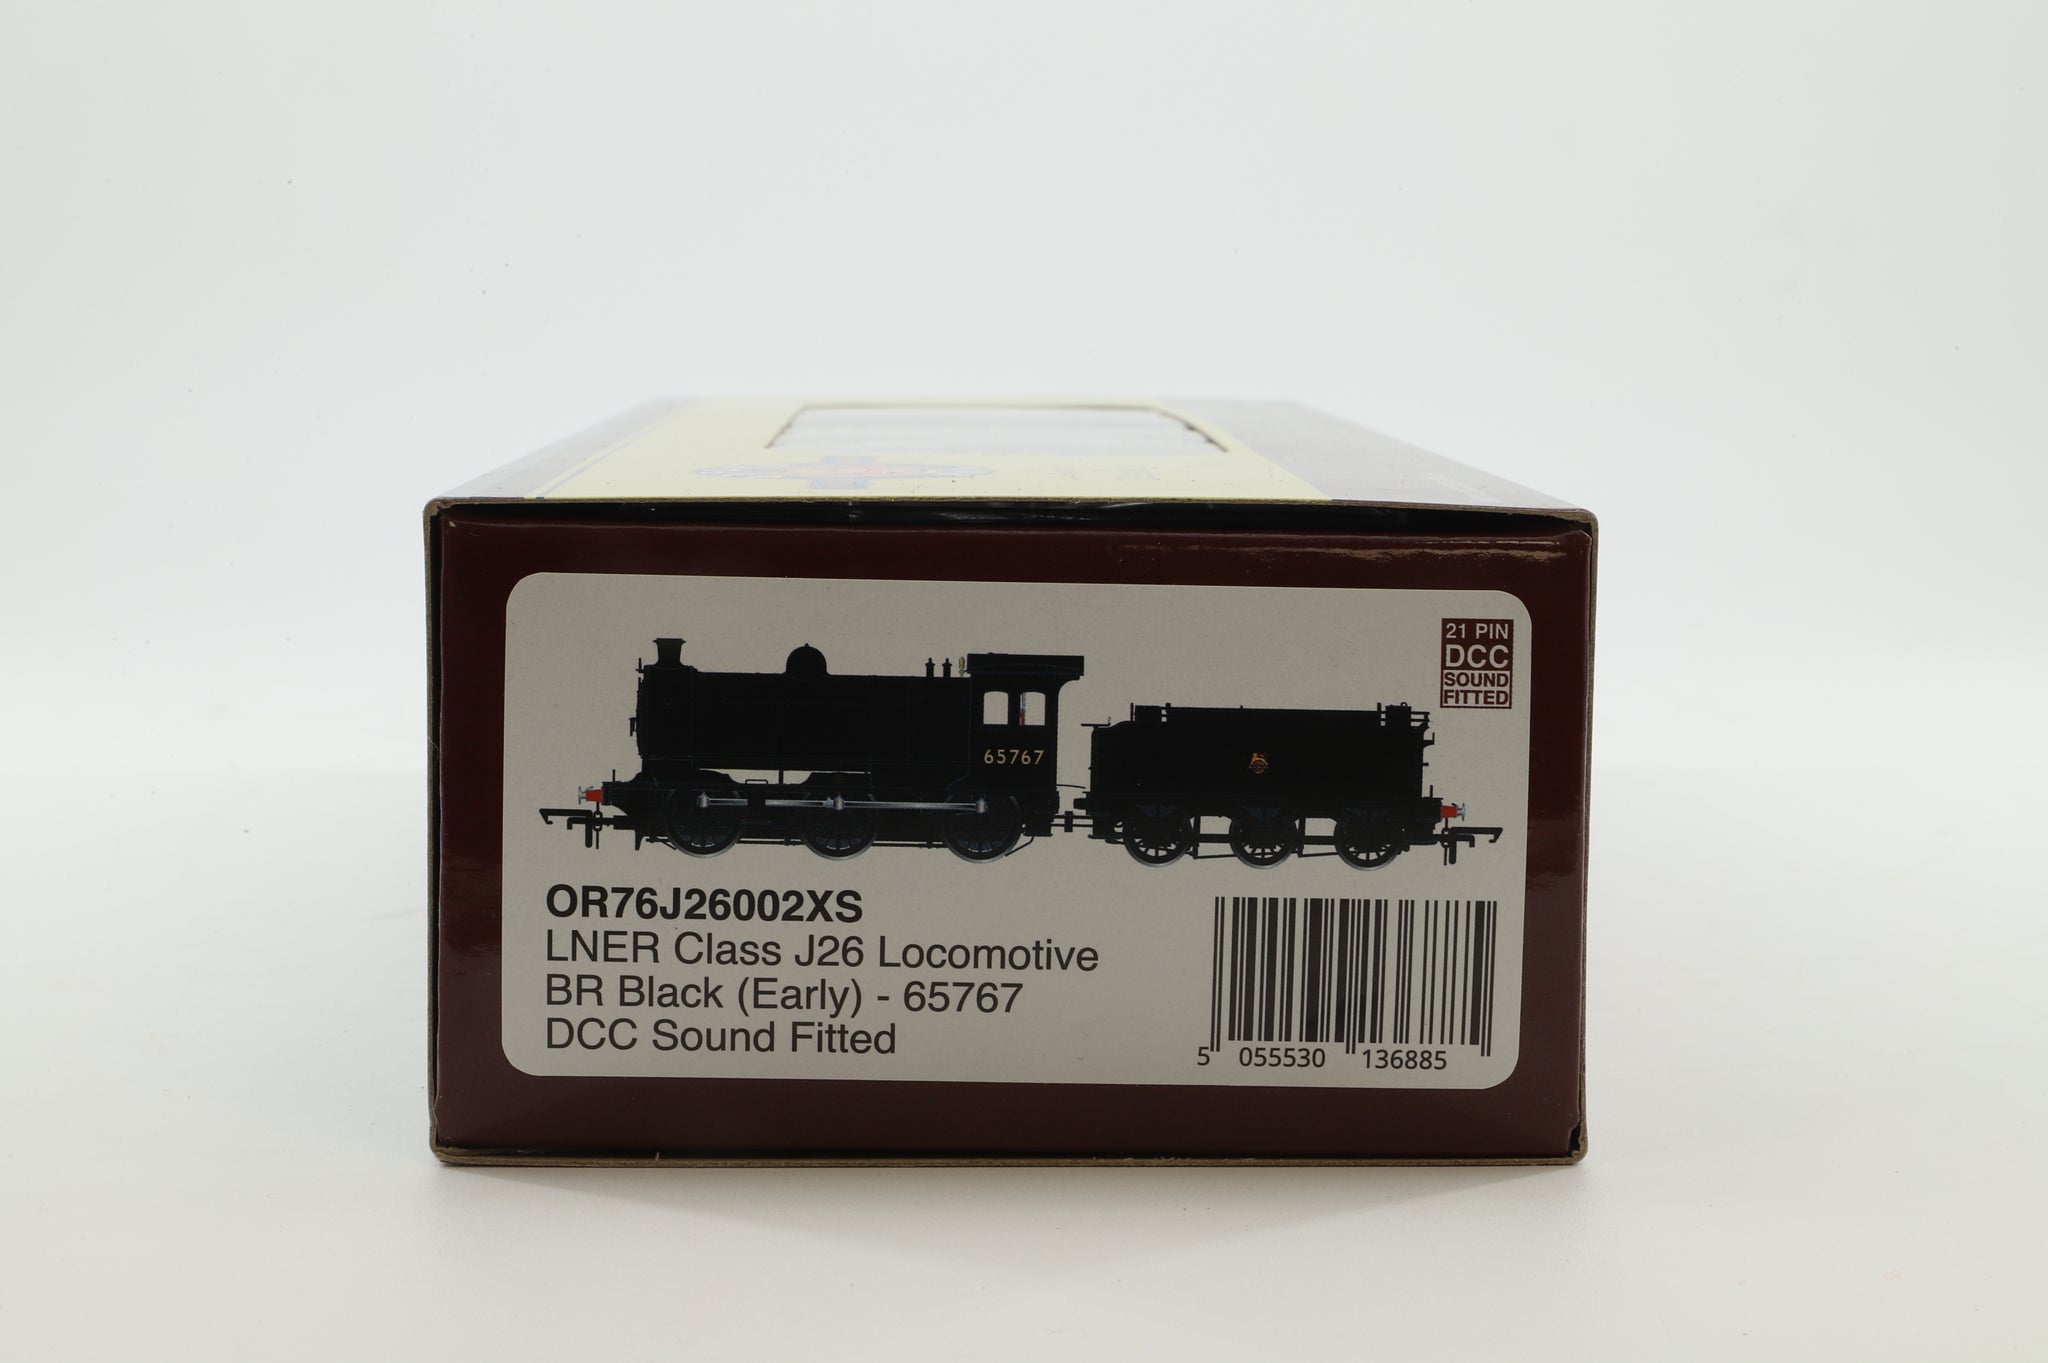 21 PIN
DCC
SOUND
FITTED
65767
OR76J26002XS
LNER Class J26 Locomotive
BR Black (Early) - 65767
DCC Sound Fitted
5 055530 136885